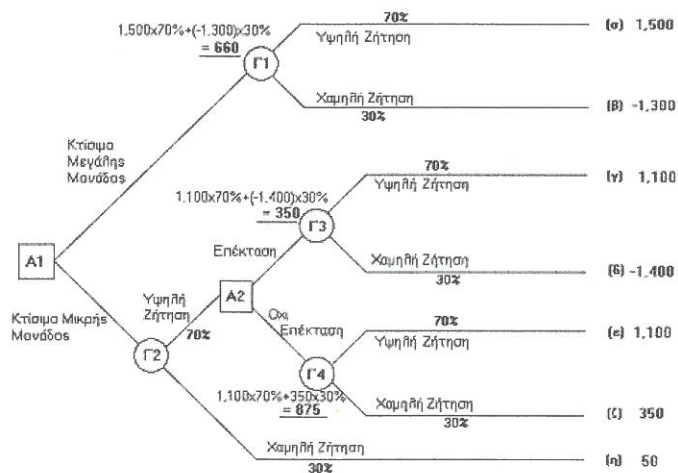 1,500x70%+(-1.300)x30%
= 660
Γ1
70%
Υψηλή Ζήτηση
(α) 1,500
Χαμηλή Ζήτηση
30%
(β) -1,300
Κτίσιμο
Μεγάλης
Μονάδας
A1
Κτίσιμο Μικρής
Μονάδας
Γ2
Υψηλή
Ζήτηση
70%
A2
Επέκταση
1.100x70%+(-1.400)x30%
= 350
Γ3
70%
Υψηλή Ζήτηση
(γ) 1,100
Χαμηλή Ζήτηση
30%
(δ) -1,400
Οχι
Επέκταση
Γ4
1,100x70%+350x30%
= 875
70%
Υψηλή Ζήτηση
(ε) 1,100
Χαμηλή Ζήτηση
30%
(ζ) 350
Χαμηλή Ζήτηση
30%
(η) 50